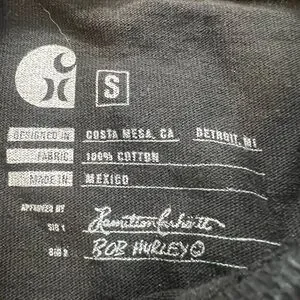 S
DESIGNED IN COSTA MESA, CA DETROIT, MI
FABRIC 100% COTTON
MADE IN MEXICO
APPROVED BY
SIG 1 Hamilton Carhartt
SIG 2 BOB HURLEY